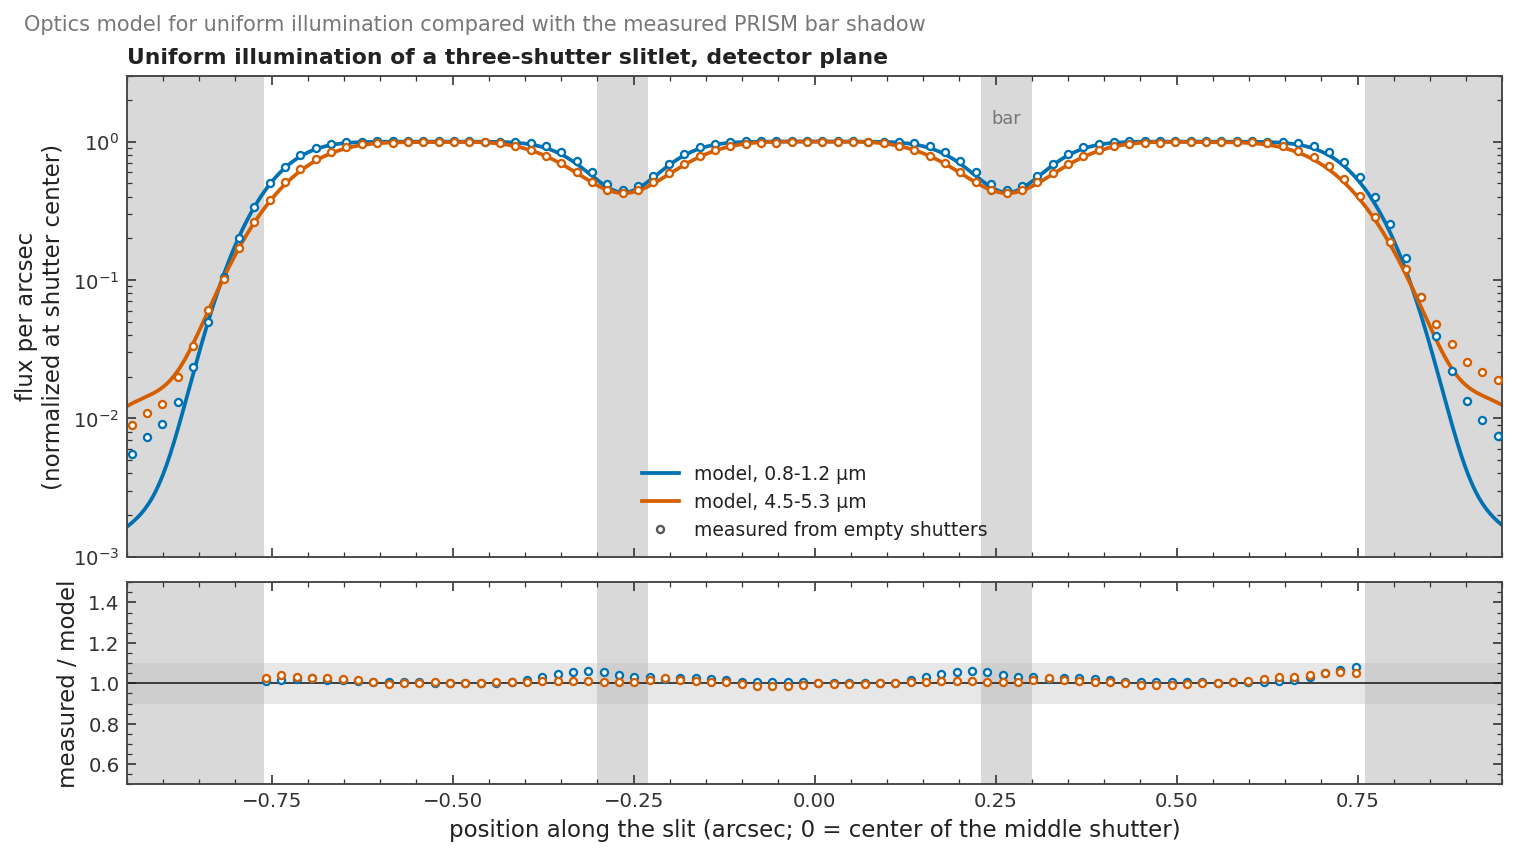 Optics model for uniform illumination compared with the measured PRISM bar shadow
Uniform illumination of a three-shutter slitlet, detector plane
flux per arcsec
(normalized at shutter center)
10⁰
10⁻¹
10⁻²
10⁻³
bar
model, 0.8-1.2 µm
model, 4.5-5.3 µm
measured from empty shutters
measured / model
1.4
1.2
1.0
0.8
0.6
−0.75 −0.50 −0.25 0.00 0.25 0.50 0.75
position along the slit (arcsec; 0 = center of the middle shutter)